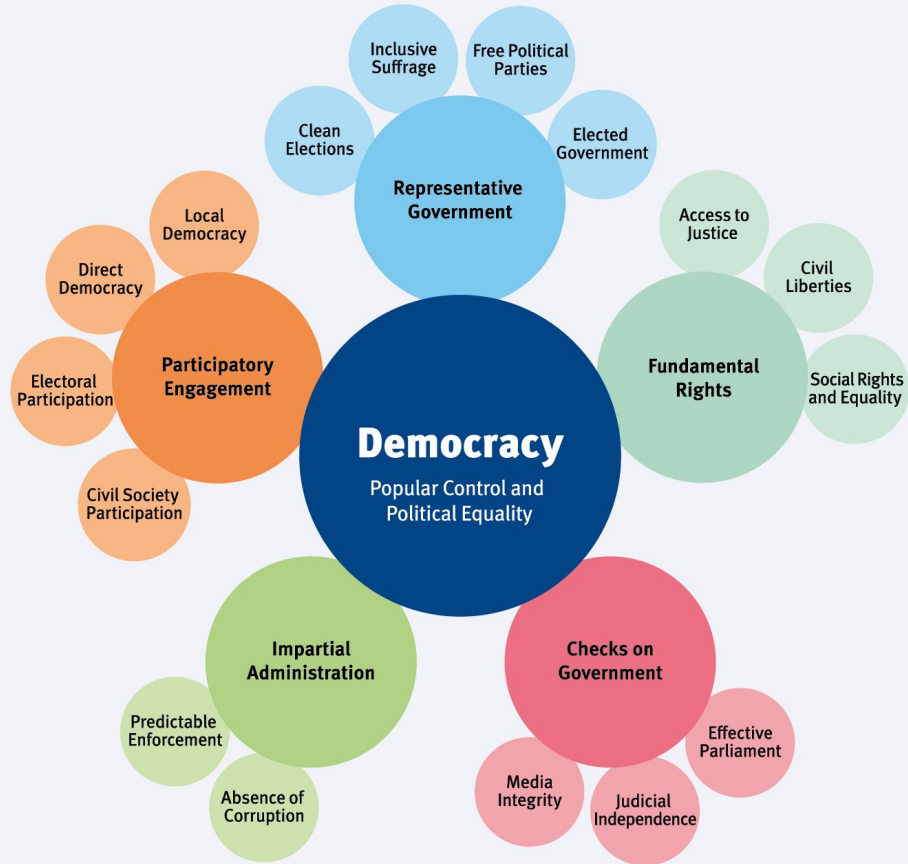 Inclusive
Suffrage
Free Political
Parties
Clean
Elections
Elected
Government
Representative
Government
Local
Democracy
Direct
Democracy
Electoral
Participation
Civil Society
Participation
Participatory
Engagement
Access to
Justice
Civil
Liberties
Social Rights
and Equality
Fundamental
Rights
Democracy
Popular Control and
Political Equality
Impartial
Administration
Predictable
Enforcement
Absence of
Corruption
Checks on
Government
Effective
Parliament
Media
Integrity
Judicial
Independence